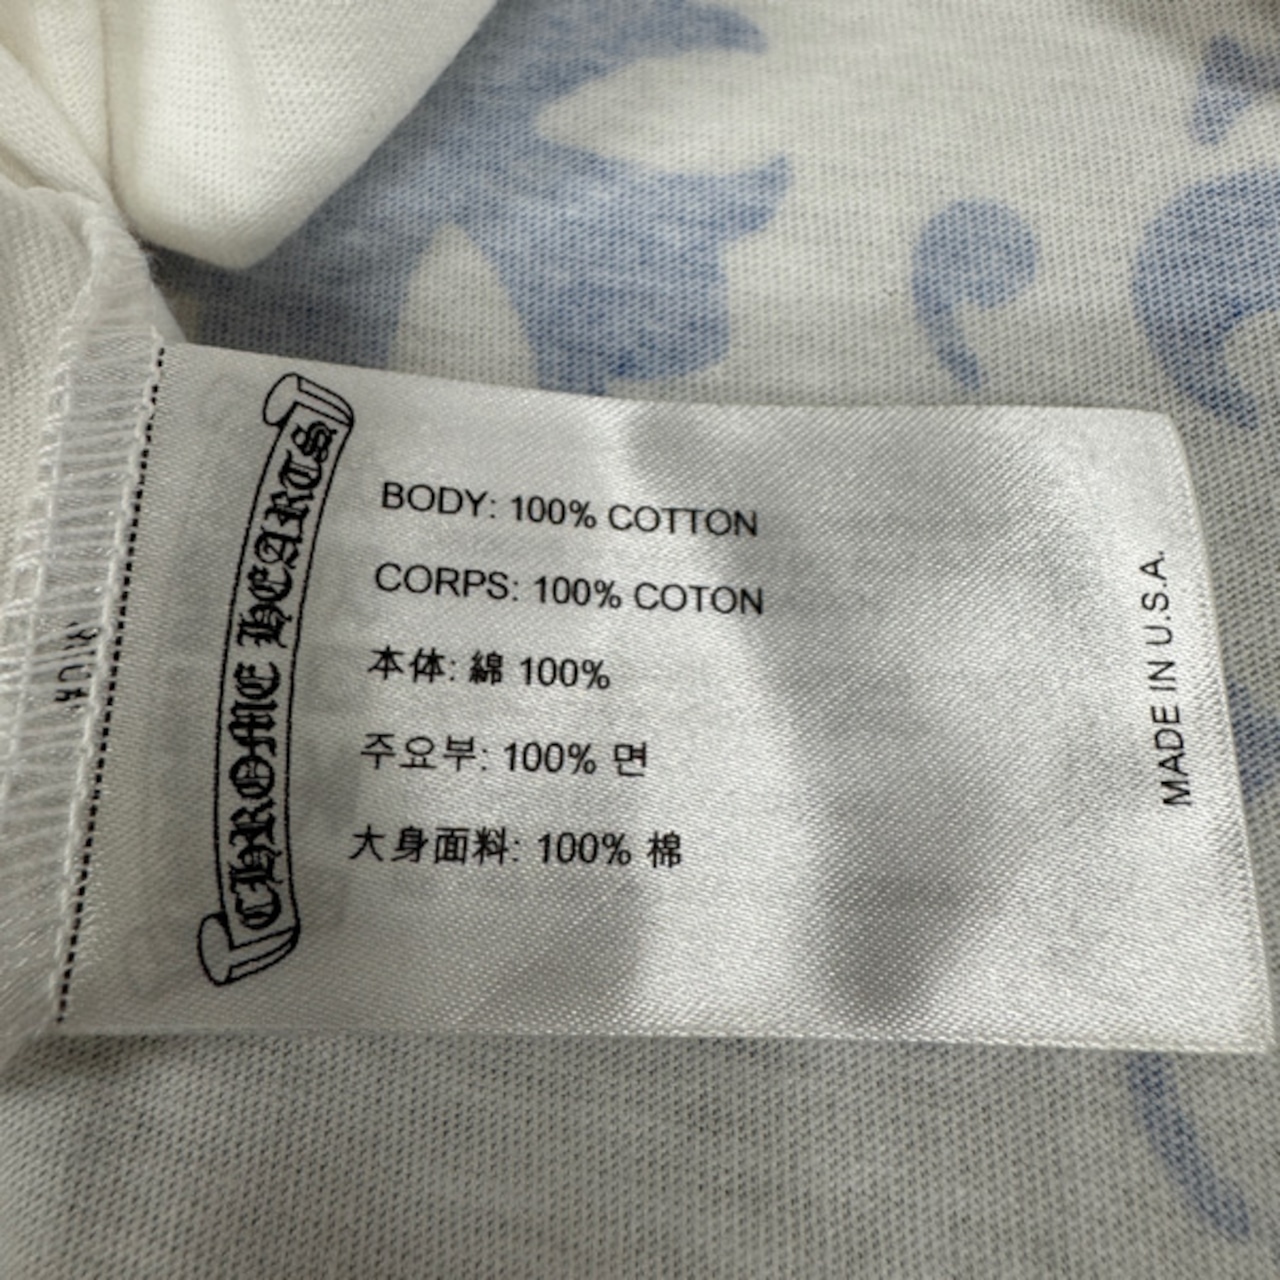 CHROME HEARTS
BODY: 100% COTTON
CORPS: 100% COTON
本体: 綿 100%
주요부: 100% 면
大身面料: 100% 棉
MADE IN U.S.A.